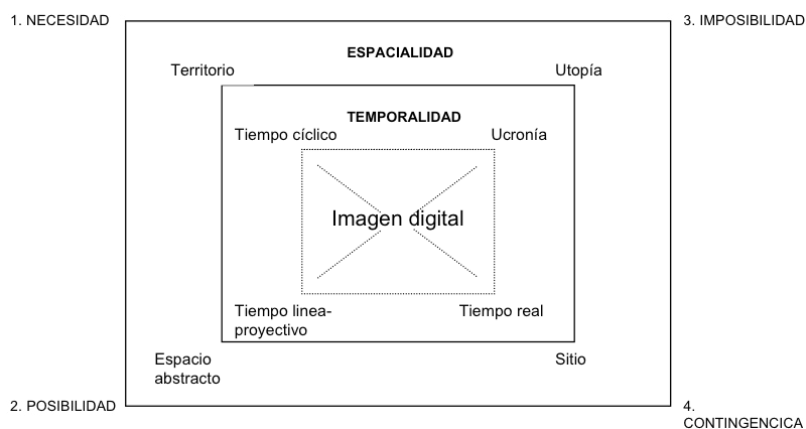 1. NECESIDAD
3. IMPOSIBILIDAD
ESPACIALIDAD
Territorio
Utopía
TEMPORALIDAD
Tiempo cíclico
Ucronía
Imagen digital
Tiempo linea-
proyectivo
Tiempo real
Espacio
abstracto
Sitio
2. POSIBILIDAD
4.
CONTINGENCICA